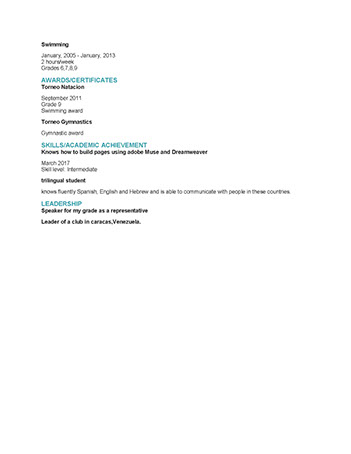 Swimming
January, 2005 - January, 2013
2 hours/week
Grades 6,7,8,9
AWARDS/CERTIFICATES
Torneo Natacion
September 2011
Grade 9
Swimming award
Torneo Gymnastics
Gymnastic award
SKILLS/ACADEMIC ACHIEVEMENT
Knows how to build pages using adobe Muse and Dreamweaver
March 2017
Skill level: Intermediate
trilingual student
knows fluently Spanish, English and Hebrew and is able to communicate with people in these countries
LEADERSHIP
Speaker for my grade as a representative
Leader of a club in caracas,Venezuela.